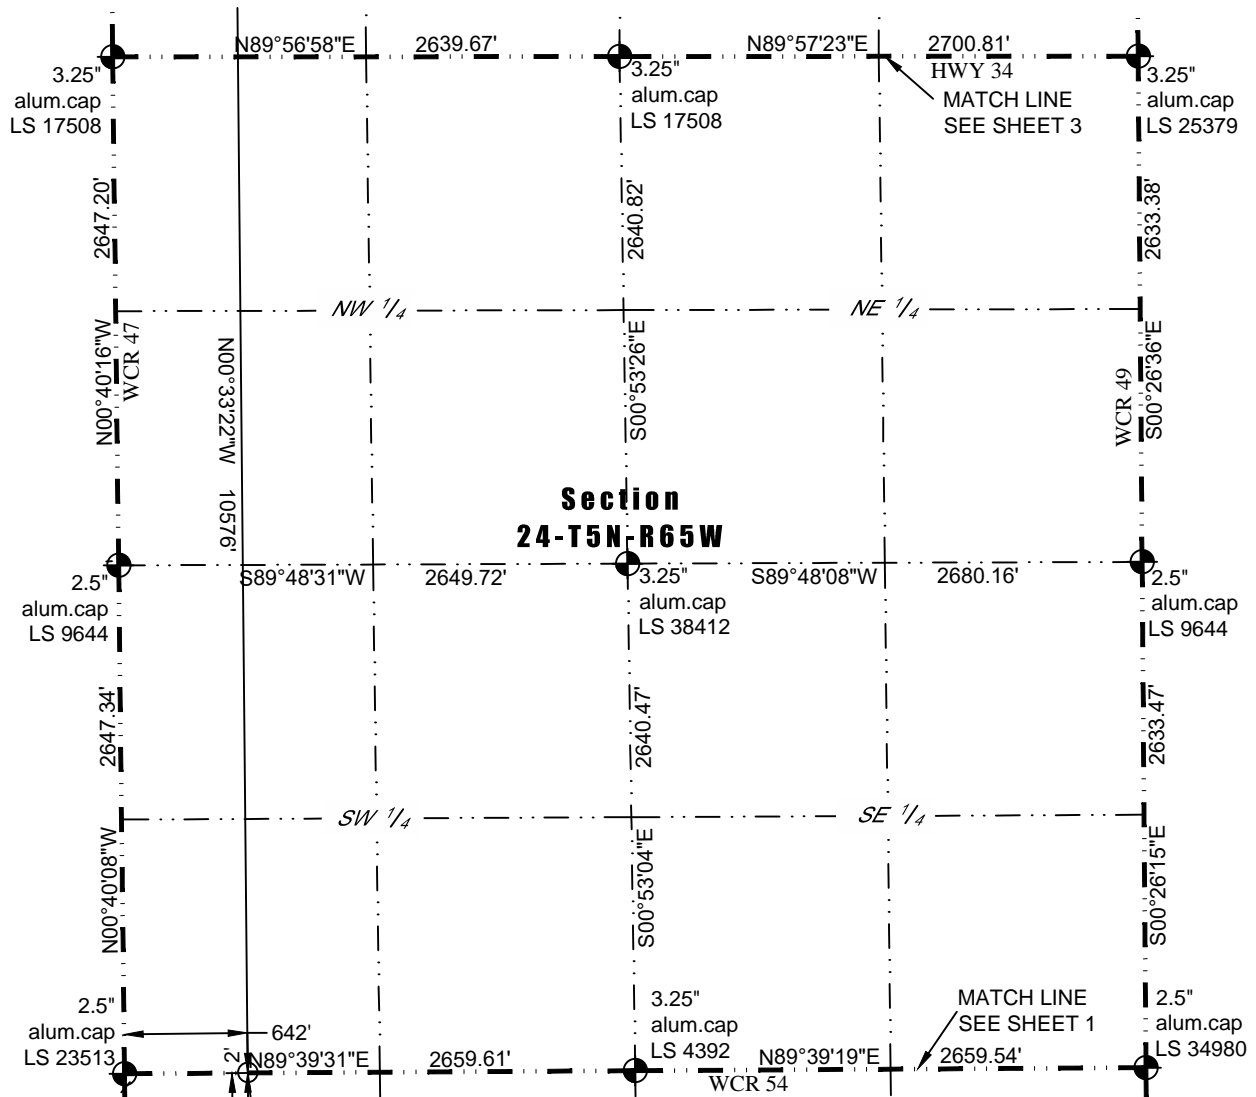 N89°56'58"E 2639.67' N89°57'23"E 2700.81'
HWY 34
3.25"
alum.cap
LS 17508
3.25"
alum.cap
LS 17508
MATCH LINE
SEE SHEET 3
3.25"
alum.cap
LS 25379
2647.20'
2640.82'
2633.38'
NW 1/4
NE 1/4
N00°40'16"W
WCR 47
N00°33'22"W 10576'
S00°53'26"E
WCR 49
S00°26'36"E
Section
24-T5N-R65W
S89°48'31"W 2649.72' S89°48'08"W 2680.16'
2.5"
alum.cap
LS 9644
3.25"
alum.cap
LS 38412
2.5"
alum.cap
LS 9644
2647.34'
2640.47'
2633.47'
SW 1/4
SE 1/4
N00°40'08"W
S00°53'04"E
S00°26'15"E
2.5"
alum.cap
LS 23513
642'
2'
3.25"
alum.cap
LS 4392
MATCH LINE
SEE SHEET 1
2.5"
alum.cap
LS 34980
N89°39'31"E 2659.61' N89°39'19"E 2659.54'
WCR 54